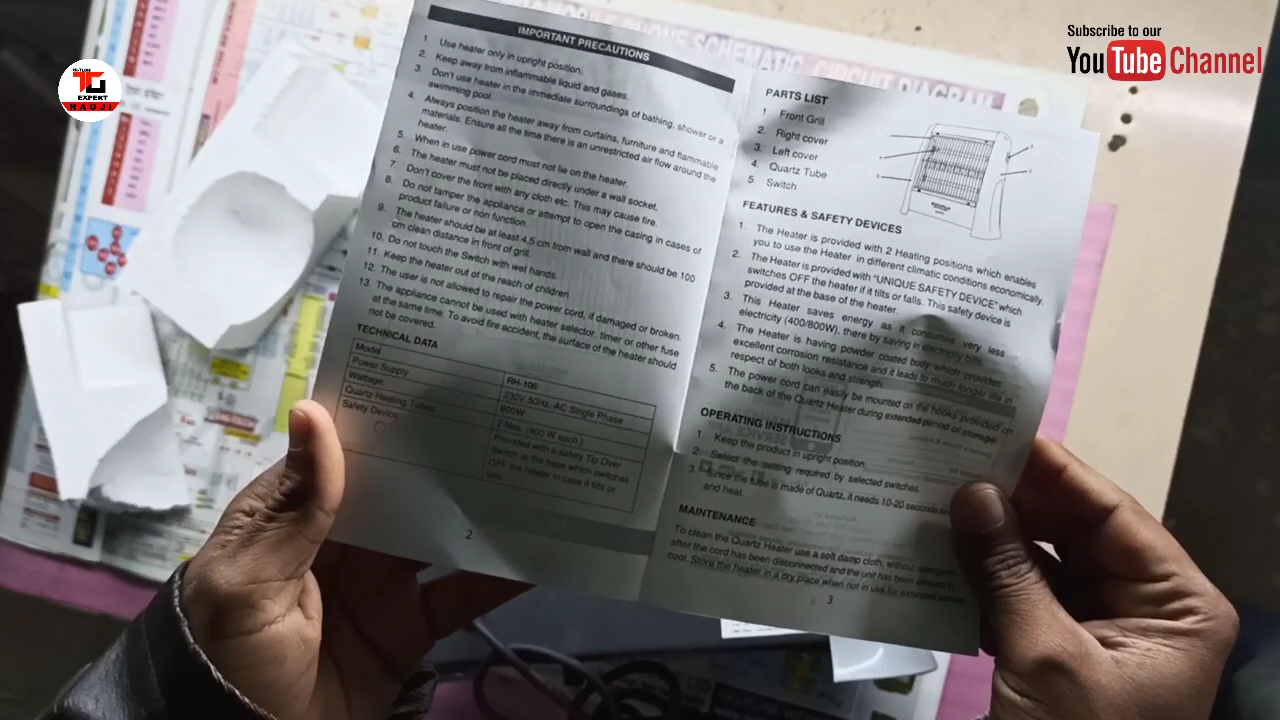 Hi-TUBE
TG
EXPERT
RAOJI
Subscribe to our
YouTube Channel
SCHEMATIC CIRCUIT DIAGRAM
IMPORTANT PRECAUTIONS
1. Use heater only in upright position.
2. Keep away from inflammable liquid and gases.
3. Don't use heater in the immediate surroundings of bathing, shower or a
swimming pool.
4. Always position the heater away from curtains, furniture and flammable
materials. Ensure all the time there is an unrestricted air flow around the
heater.
5. When in use power cord must not lie on the heater.
6. The heater must not be placed directly under a wall socket.
7. Don't cover the front with any cloth etc. This may cause fire.
8. Do not tamper the appliance or attempt to open the casing in cases of
product failure or non function.
9. The heater should be at least 4.5 cm from wall and there should be 100
cm clean distance in front of grill.
10. Do not touch the Switch with wet hands.
11. Keep the heater out of the reach of children.
12. The user is not allowed to repair the power cord, if damaged or broken.
13. The appliance cannot be used with heater selector, timer or other fuse
at the same time. To avoid fire accident, the surface of the heater should
not be covered.
TECHNICAL DATA
Model RH-106
Power Supply 230V 50Hz, AC Single Phase
Wattage 800W
Quartz Heating Tubes 2 Nos. (400 W each)
Safety Device Provided with a safety Tip Over
Switch at the base which switches
OFF the heater in case it tilts or
falls
2
PARTS LIST
1 Front Grill
2. Right cover
3. Left cover
4. Quartz Tube
5. Switch
FEATURES & SAFETY DEVICES
1. The Heater is provided with 2 Heating positions which enables
you to use the Heater in different climatic conditions economically.
2. The Heater is provided with "UNIQUE SAFETY DEVICE" which
switches OFF the heater if it tilts or falls. This safety device is
provided at the base of the heater.
3. This Heater saves energy as it consumes very less
electricity (400/800W), there by saving in electricity bills.
4. The Heater is having powder coated body which provides
excellent corrosion resistance and it leads to much longer life in
respect of both looks and strength.
5. The power cord can easily be mounted on the hooks provided on
the back of the Quartz Heater during extended period of storage.
OPERATING INSTRUCTIONS
1. Keep the product in upright position.
2. Select the setting required by selected switches.
3. Since the tube is made of Quartz, it needs 10-20 seconds to
and heat.
MAINTENANCE
To clean the Quartz Heater use a soft damp cloth, without detergents
after the cord has been disconnected and the unit has been allowed to
cool. Store the heater in a dry place when not in use for extended period.
3